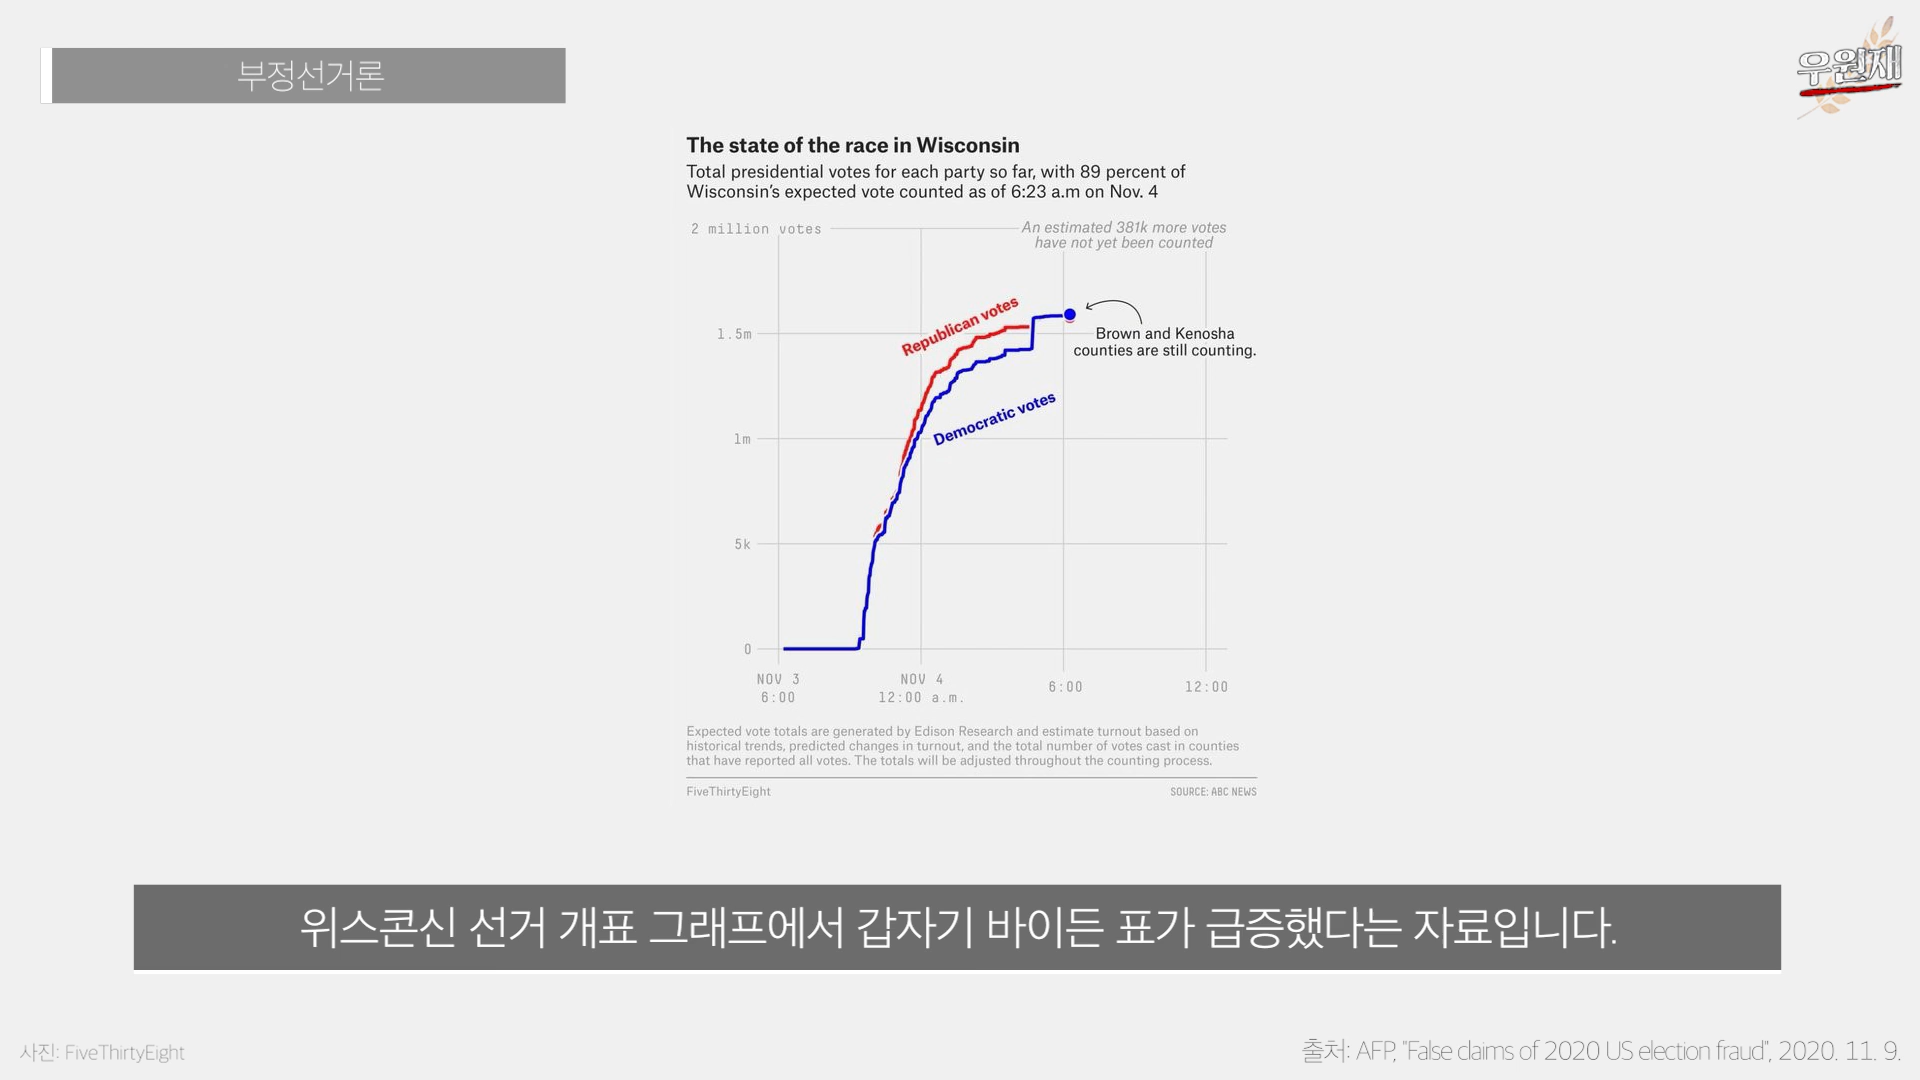 부정선거론
우원재
The state of the race in Wisconsin
Total presidential votes for each party so far, with 89 percent of
Wisconsin's expected vote counted as of 6:23 a.m on Nov. 4
2 million votes
An estimated 381k more votes
have not yet been counted
Republican votes
1.5m
Brown and Kenosha
counties are still counting.
Democratic votes
1m
5k
0
NOV 3
6:00
NOV 4
12:00 a.m.
6:00
12:00
Expected vote totals are generated by Edison Research and estimate turnout based on
historical trends, predicted changes in turnout, and the total number of votes cast in counties
that have reported all votes. The totals will be adjusted throughout the counting process.
FiveThirtyEight
SOURCE: ABC NEWS
위스콘신 선거 개표 그래프에서 갑자기 바이든 표가 급증했다는 자료입니다.
사진: FiveThirtyEight
출처: AFP, "False claims of 2020 US election fraud", 2020. 11. 9.